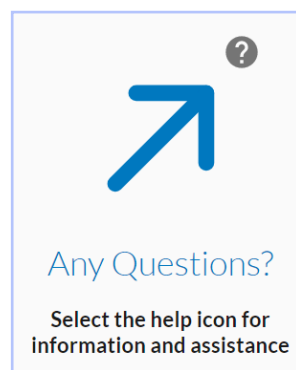 ?
Any Questions?
Select the help icon for
information and assistance